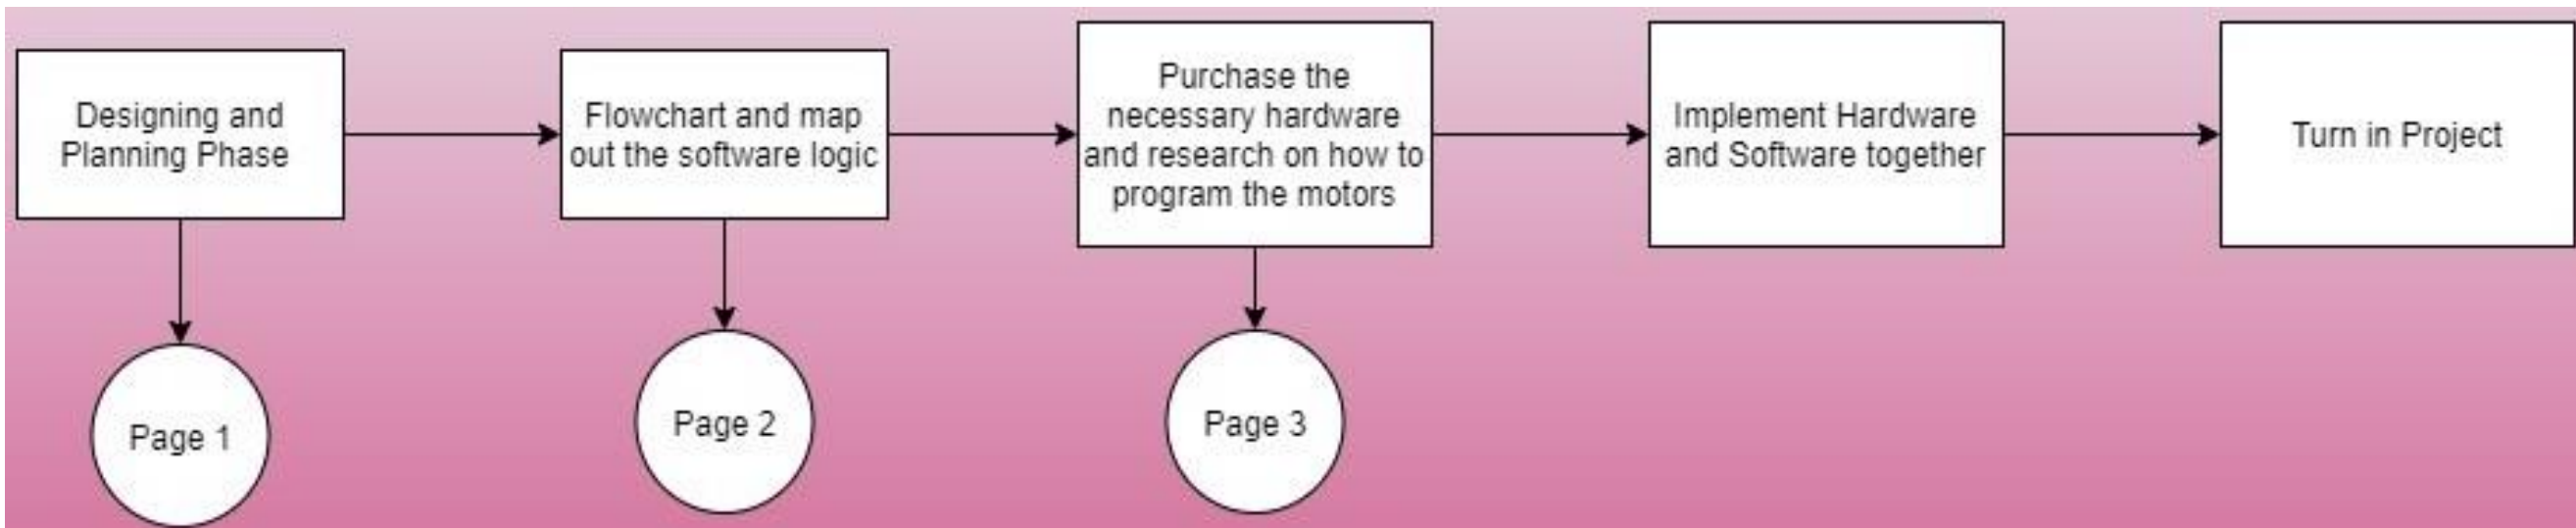 Designing and
Planning Phase
Flowchart and map
out the software logic
Purchase the
necessary hardware
and research on how to
program the motors
Implement Hardware
and Software together
Turn in Project
Page 1
Page 2
Page 3